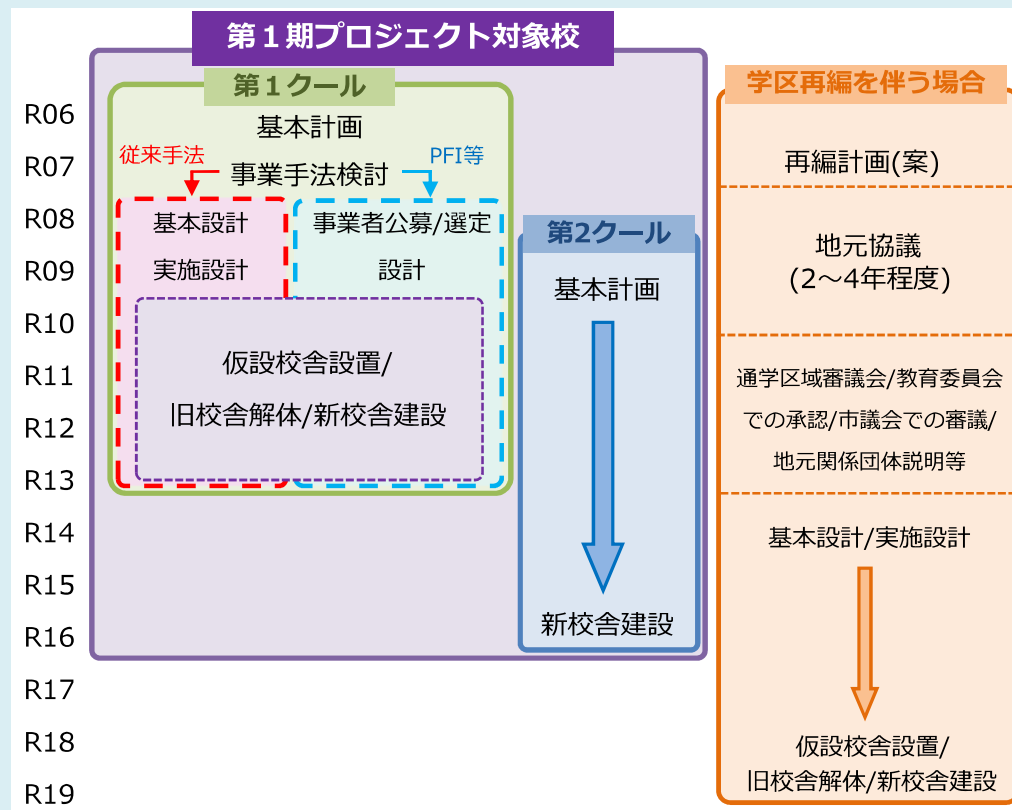 第１期プロジェクト対象校
第１クール
学区再編を伴う場合
R06
R07
R08
R09
R10
R11
R12
R13
R14
R15
R16
R17
R18
R19
基本計画
従来手法
PFI等
事業手法検討
基本設計
実施設計
事業者公募/選定
設計
仮設校舎設置/
旧校舎解体/新校舎建設
第2クール
基本計画
新校舎建設
再編計画(案)
地元協議
(2～4年程度)
通学区域審議会/教育委員会
での承認/市議会での審議/
地元関係団体説明等
基本設計/実施設計
仮設校舎設置/
旧校舎解体/新校舎建設